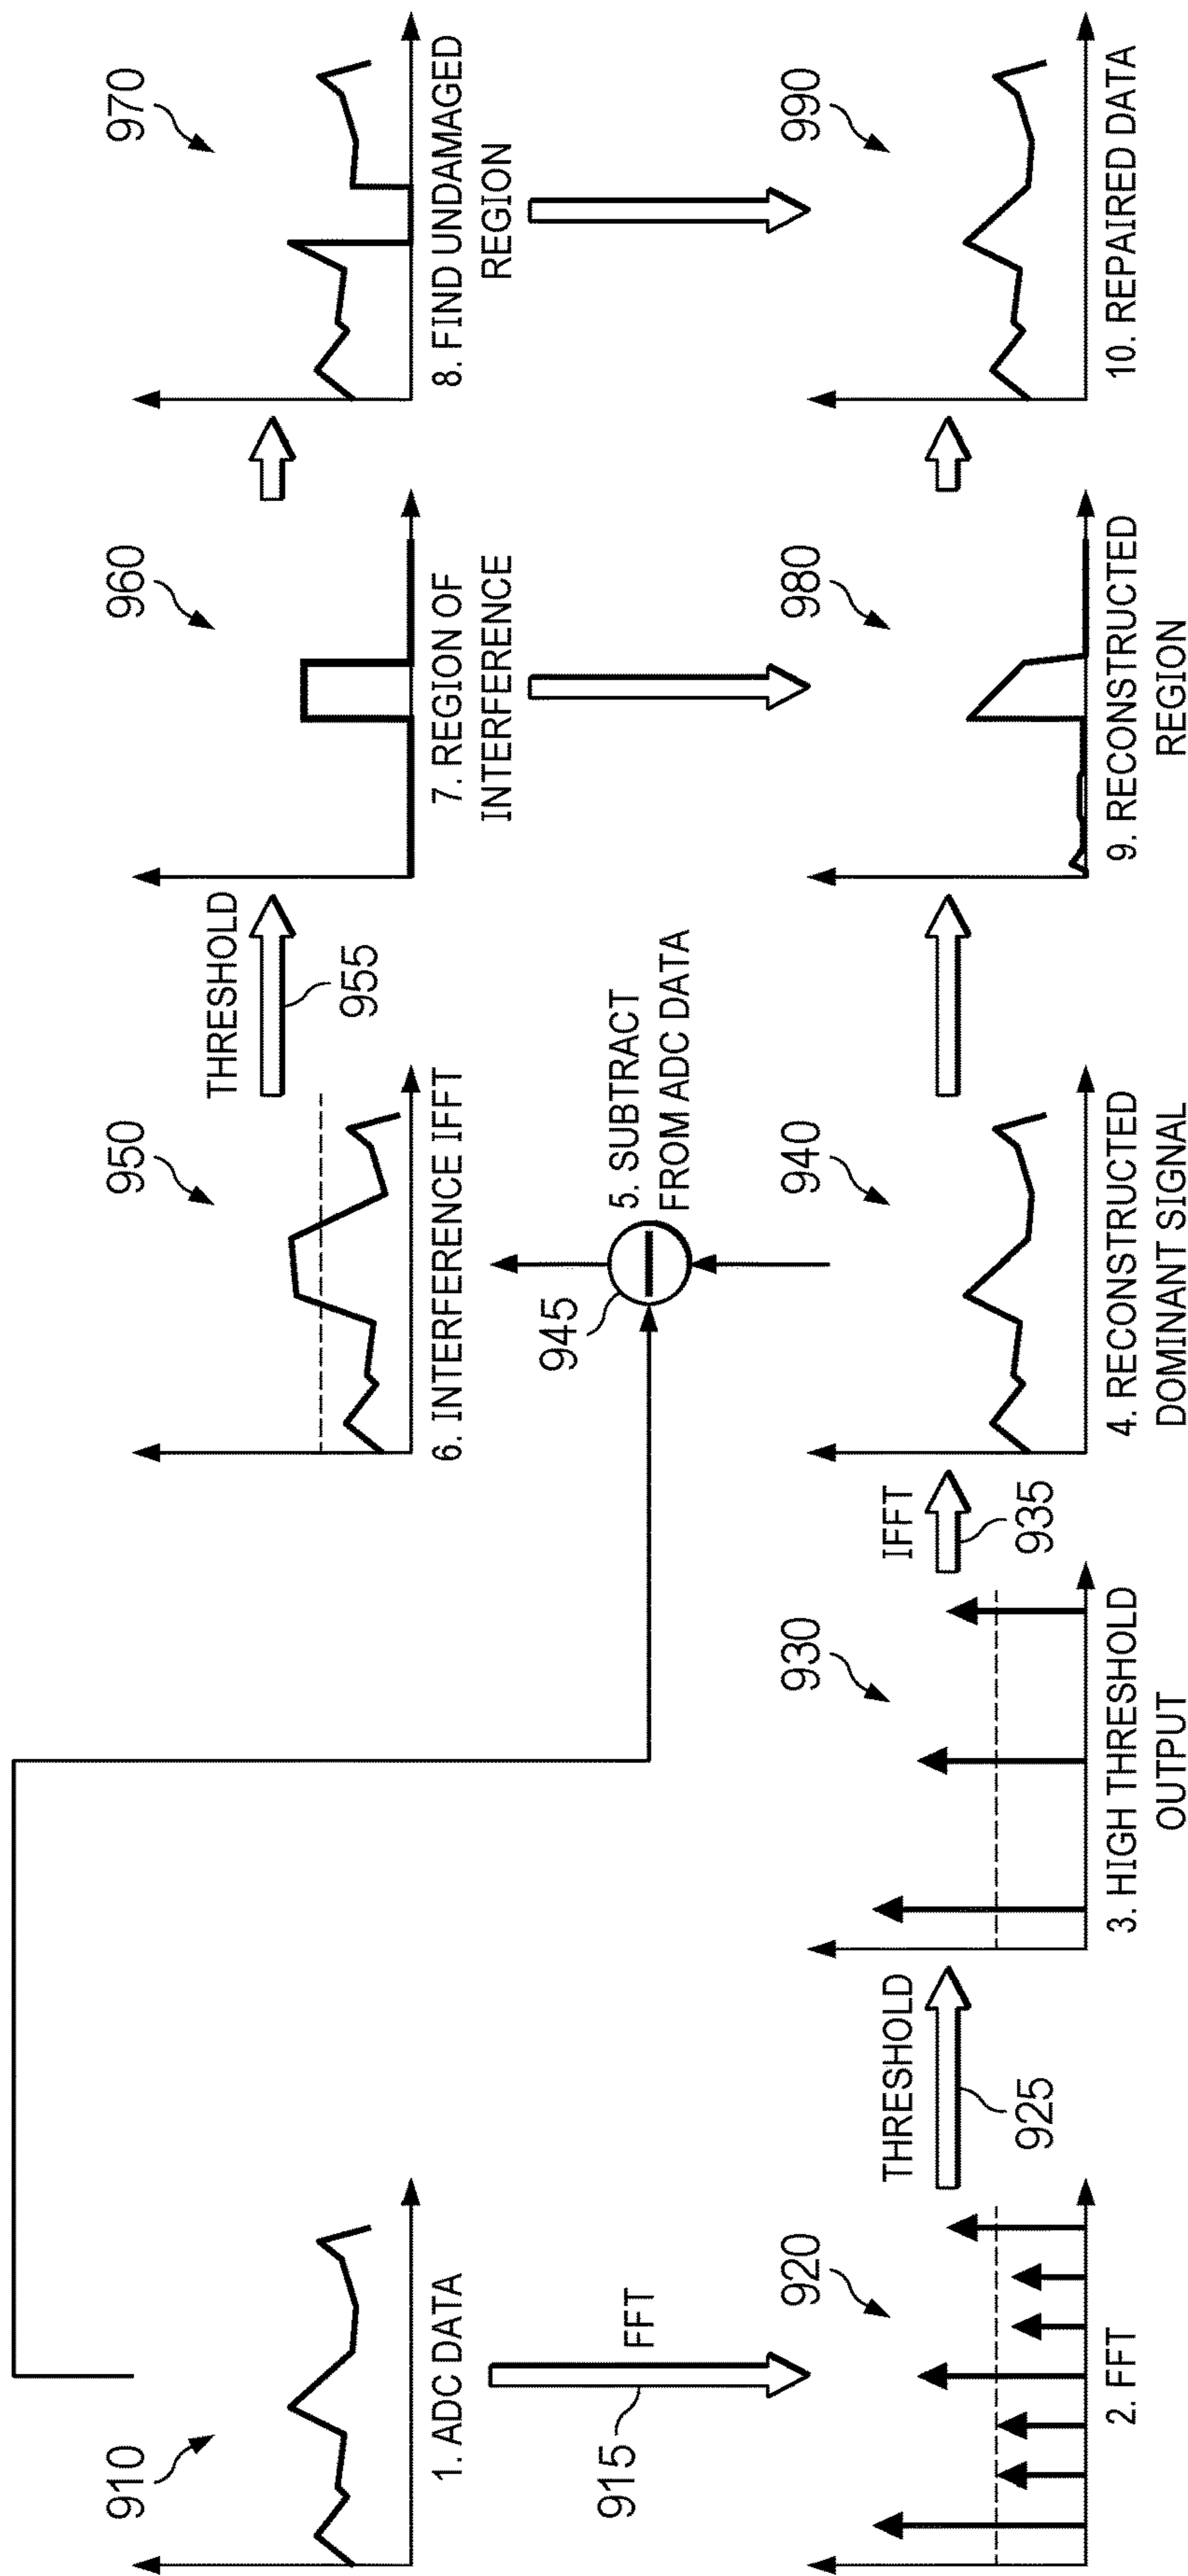 910
1. ADC DATA
915
FFT
920
2. FFT
THRESHOLD
925
930
3. HIGH THRESHOLD
OUTPUT
IFFT
935
940
4. RECONSTRUCTED
DOMINANT SIGNAL
945
5. SUBTRACT
FROM ADC DATA
950
6. INTERFERENCE IFFT
THRESHOLD
955
960
7. REGION OF
INTERFERENCE
970
8. FIND UNDAMAGED
REGION
980
9. RECONSTRUCTED
REGION
990
10. REPAIRED DATA